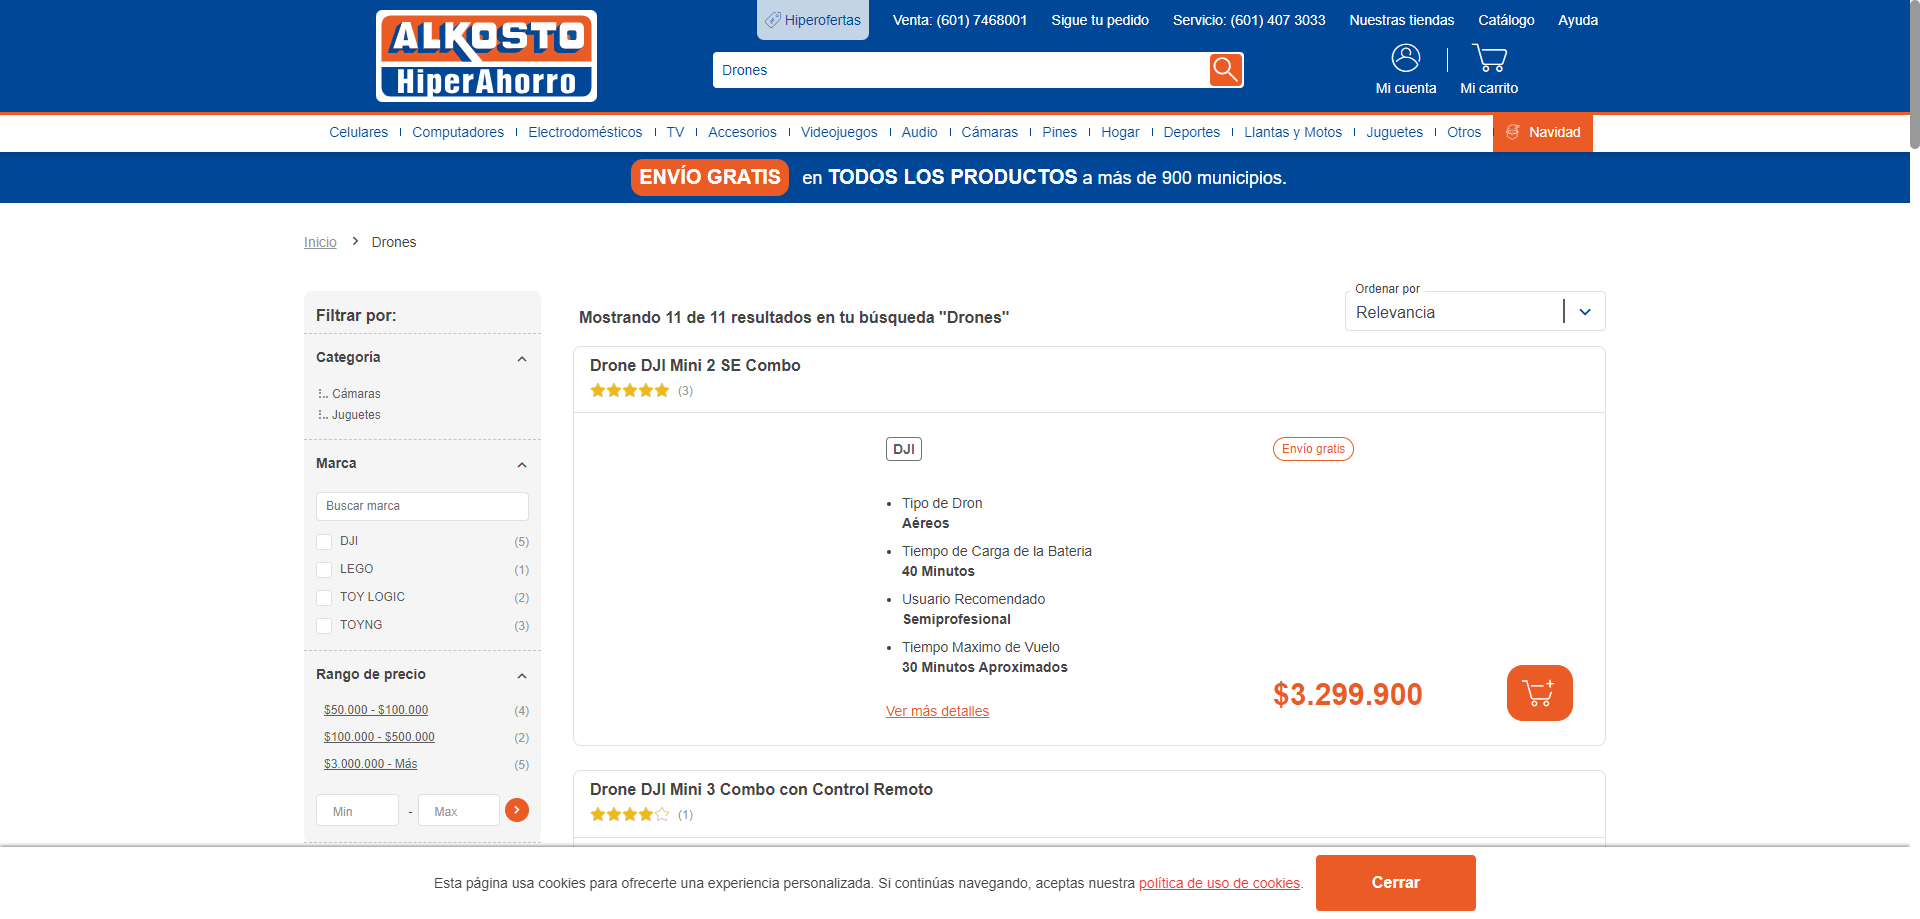 ALKOSTO
HiperAhorro
Hiperofertas
Venta: (601) 7468001
Sigue tu pedido
Servicio: (601) 407 3033
Nuestras tiendas
Catálogo
Ayuda
Drones
Mi cuenta
Mi carrito
Celulares
Computadores
Electrodomésticos
TV
Accesorios
Videojuegos
Audio
Cámaras
Pines
Hogar
Deportes
Llantas y Motos
Juguetes
Otros
Navidad
ENVÍO GRATIS en TODOS LOS PRODUCTOS a más de 900 municipios.
Inicio > Drones
Filtrar por:
Categoría
Cámaras
Juguetes
Marca
Buscar marca
DJI (5)
LEGO (1)
TOY LOGIC (2)
TOYNG (3)
Rango de precio
$50.000 - $100.000 (4)
$100.000 - $500.000 (2)
$3.000.000 - Más (5)
Min - Max
Mostrando 11 de 11 resultados en tu búsqueda "Drones"
Ordenar por
Relevancia
Drone DJI Mini 2 SE Combo
(3)
DJI
Envío gratis
• Tipo de Dron
Aéreos
• Tiempo de Carga de la Bateria
40 Minutos
• Usuario Recomendado
Semiprofesional
• Tiempo Maximo de Vuelo
30 Minutos Aproximados
Ver más detalles
$3.299.900
Drone DJI Mini 3 Combo con Control Remoto
(1)
Esta página usa cookies para ofrecerte una experiencia personalizada. Si continúas navegando, aceptas nuestra política de uso de cookies.
Cerrar